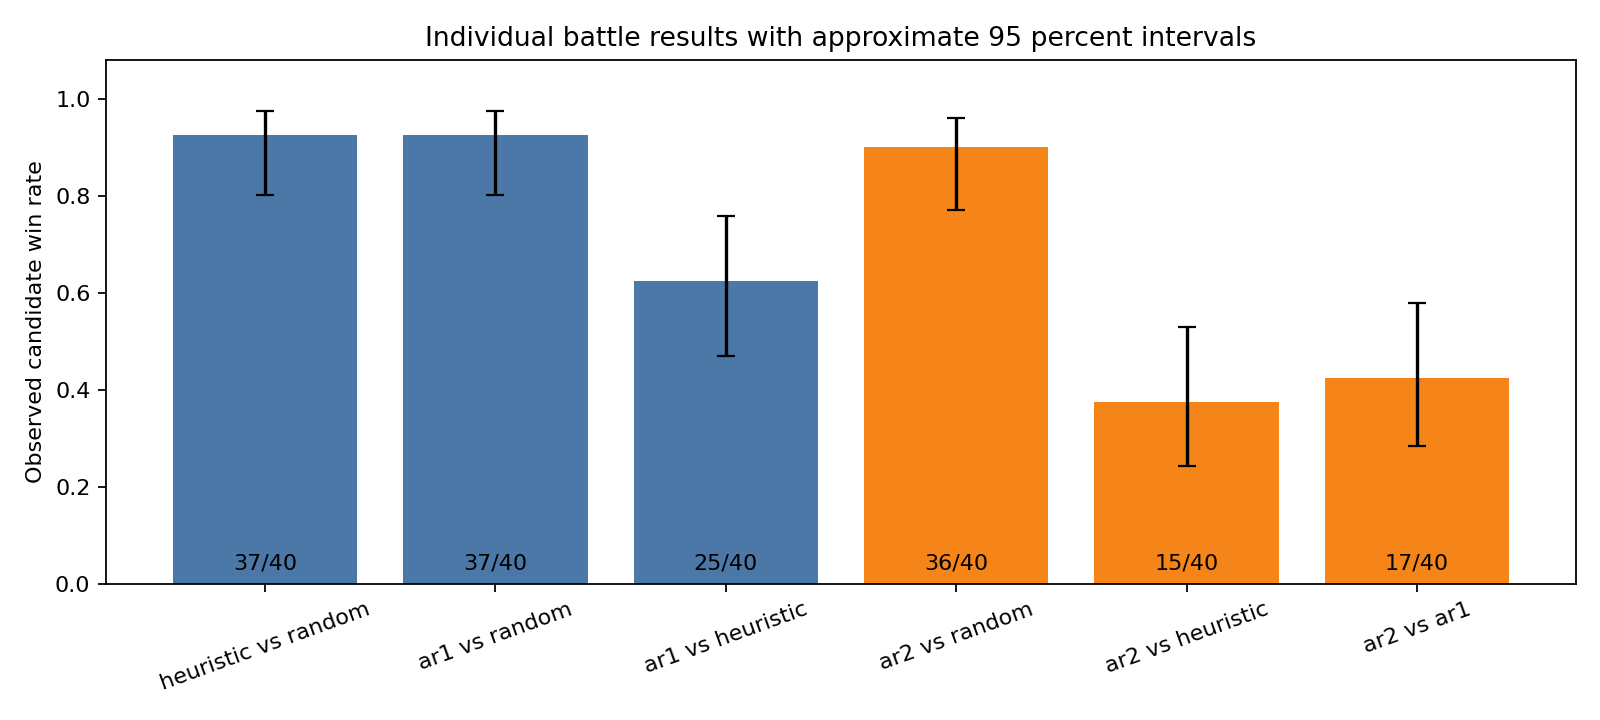 Individual battle results with approximate 95 percent intervals
Observed candidate win rate
1.0
0.8
0.6
0.4
0.2
0.0
37/40
37/40
25/40
36/40
15/40
17/40
heuristic vs random
ar1 vs random
ar1 vs heuristic
ar2 vs random
ar2 vs heuristic
ar2 vs ar1